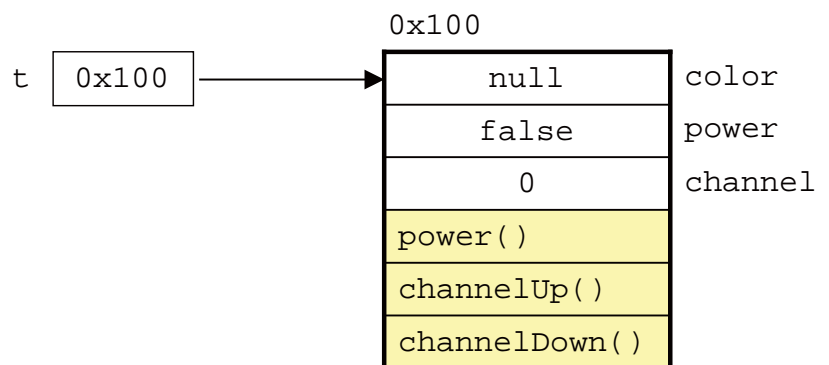 0x100
t 0x100 null color
false power
0 channel
power()
channelUp()
channelDown()